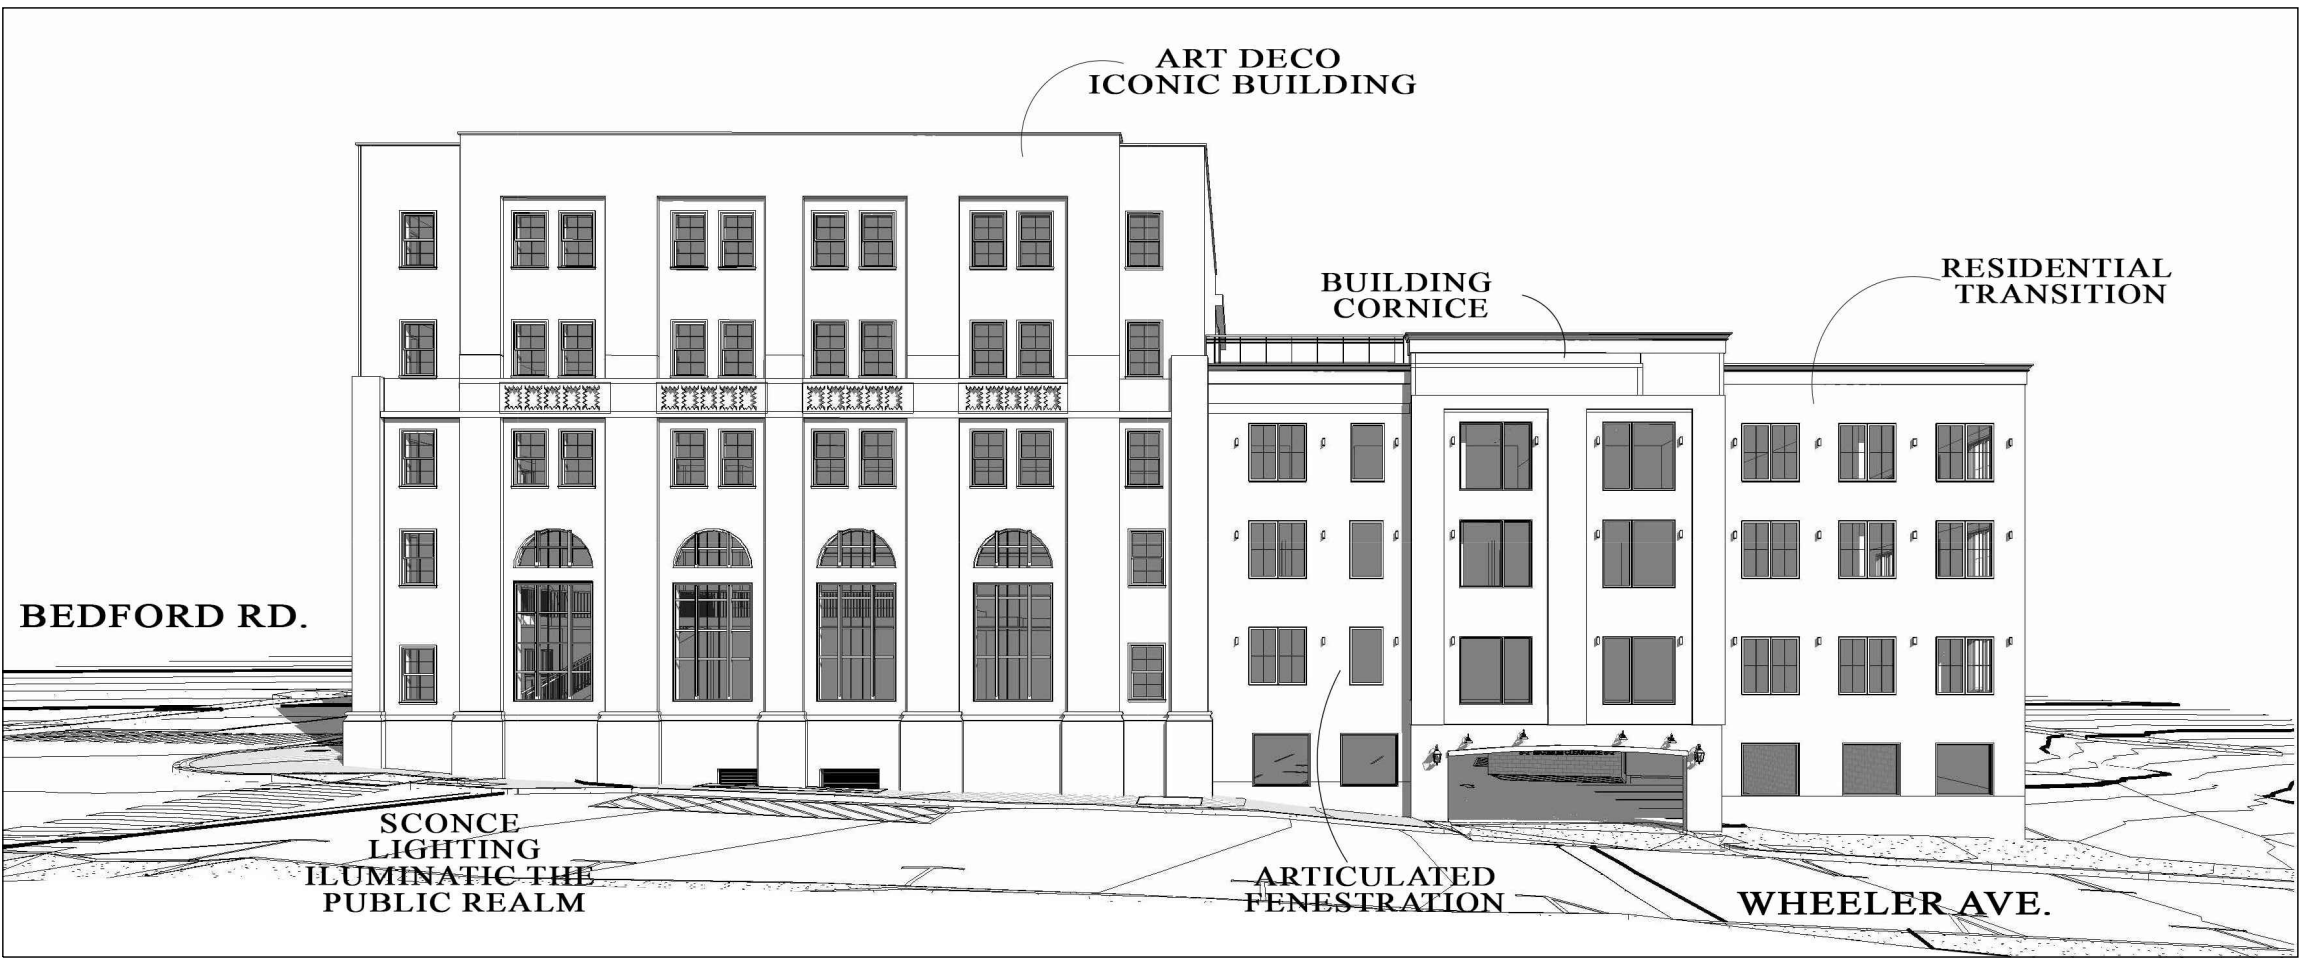 ART DECO
ICONIC BUILDING
BUILDING
CORNICE
RESIDENTIAL
TRANSITION
BEDFORD RD.
SCONCE
LIGHTING
ILUMINATIC THE
PUBLIC REALM
ARTICULATED
FENESTRATION
WHEELER AVE.